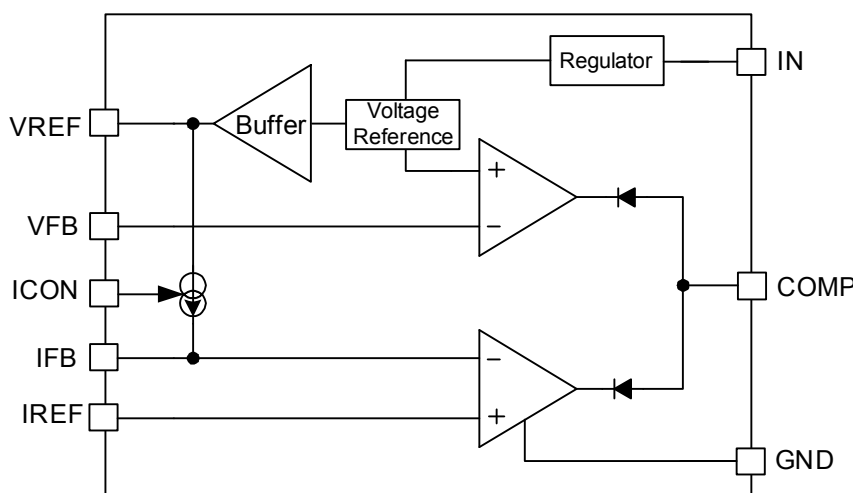 IN
Regulator
VREF
Buffer
Voltage
Reference
+
−
VFB
ICON
COMP
IFB
−
IREF
+
GND